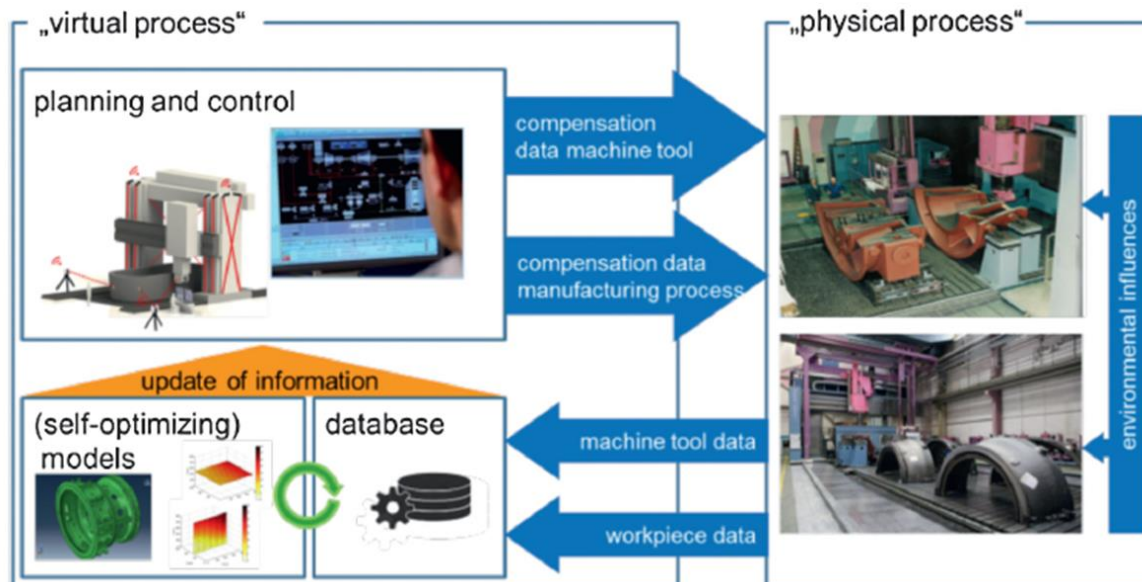 „virtual process“
planning and control
compensation
data machine tool
compensation data
manufacturing process
update of information
(self-optimizing)
models
database
machine tool data
workpiece data
„physical process“
environmental influences